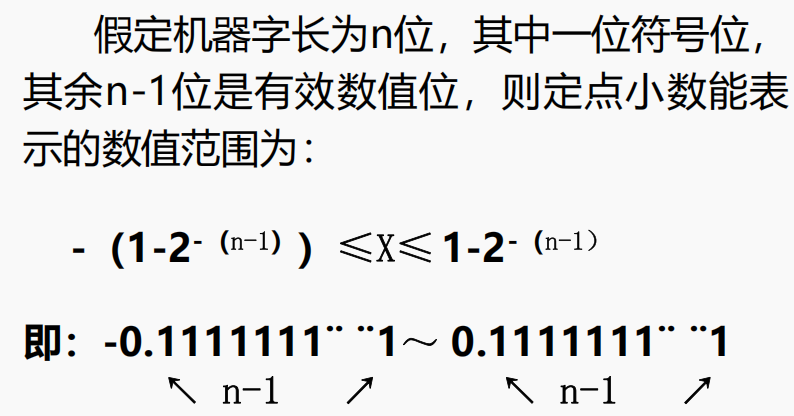 假定机器字长为n位，其中一位符号位，
其余n-1位是有效数值位，则定点小数能表
示的数值范围为：
-（1-2-（n-1））≤X≤1-2-（n-1）
即：-0.1111111¨ ¨1～ 0.1111111¨ ¨1
↖ n-1 ↗ ↖ n-1 ↗